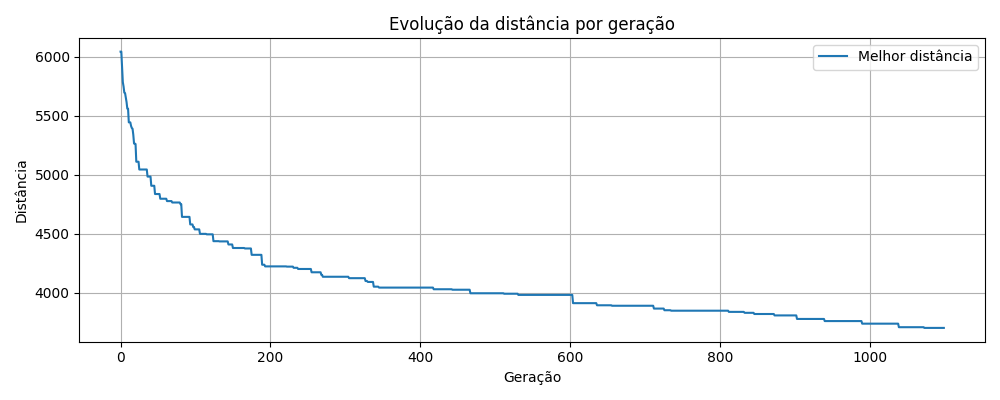 Evolução da distância por geração
Melhor distância
Distância
6000
5500
5000
4500
4000
0 200 400 600 800 1000
Geração